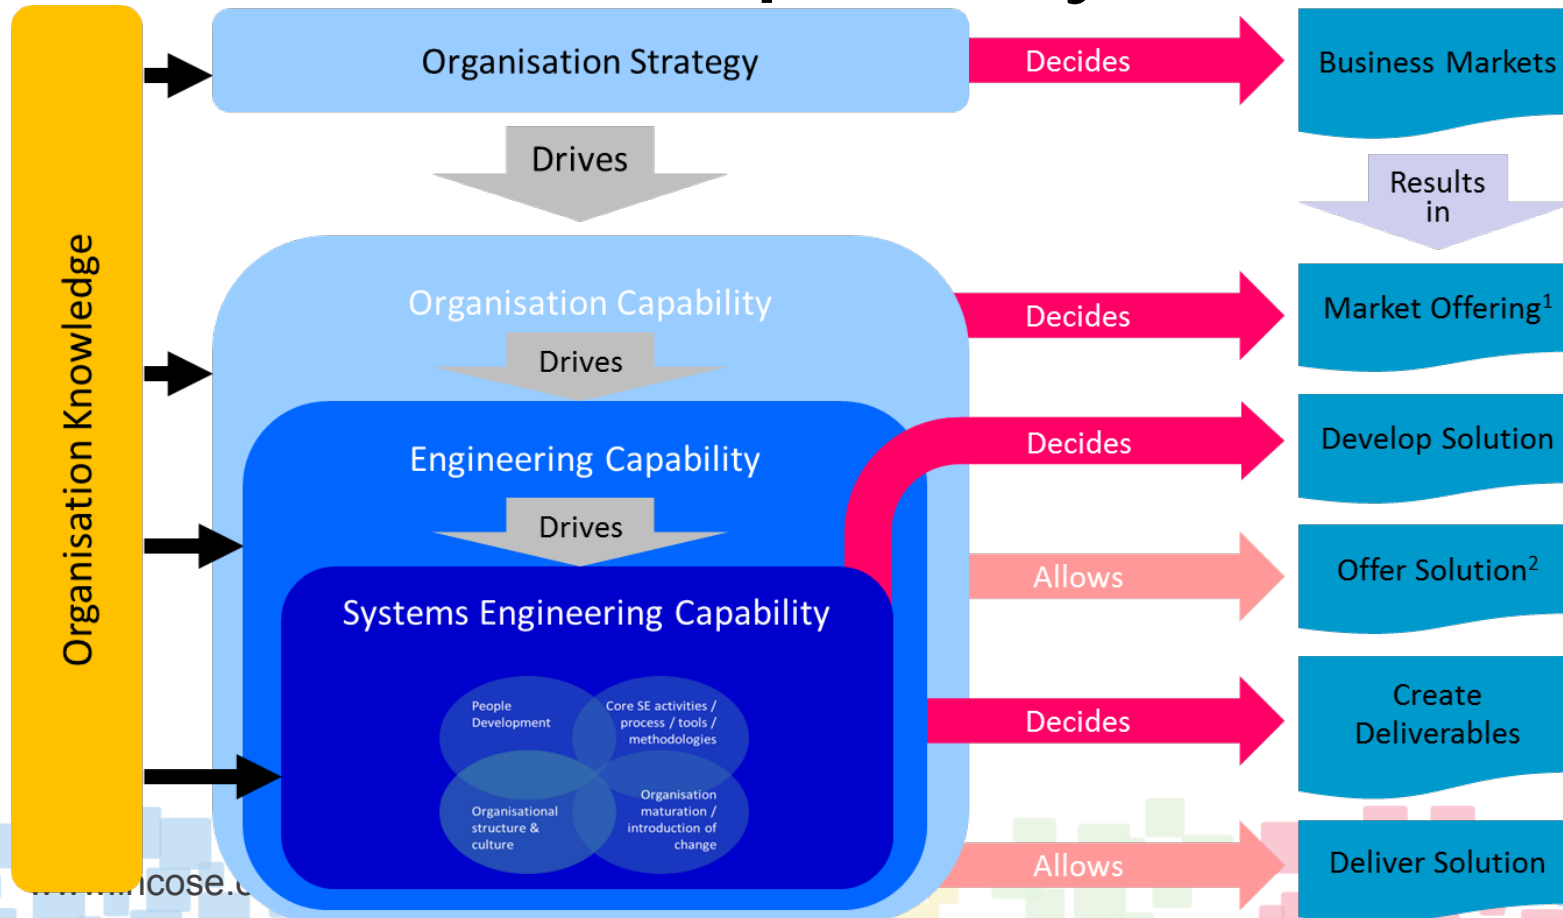 Organisation Knowledge
Organisation Strategy
Decides
Business Markets
Drives
Results
in
Organisation Capability
Decides
Market Offering¹
Drives
Engineering Capability
Decides
Develop Solution
Drives
Allows
Offer Solution²
Systems Engineering Capability
People
Development
Core SE activities /
process / tools /
methodologies
Organisational
structure &
culture
Organisation
maturation /
introduction of
change
Decides
Create
Deliverables
Allows
Deliver Solution